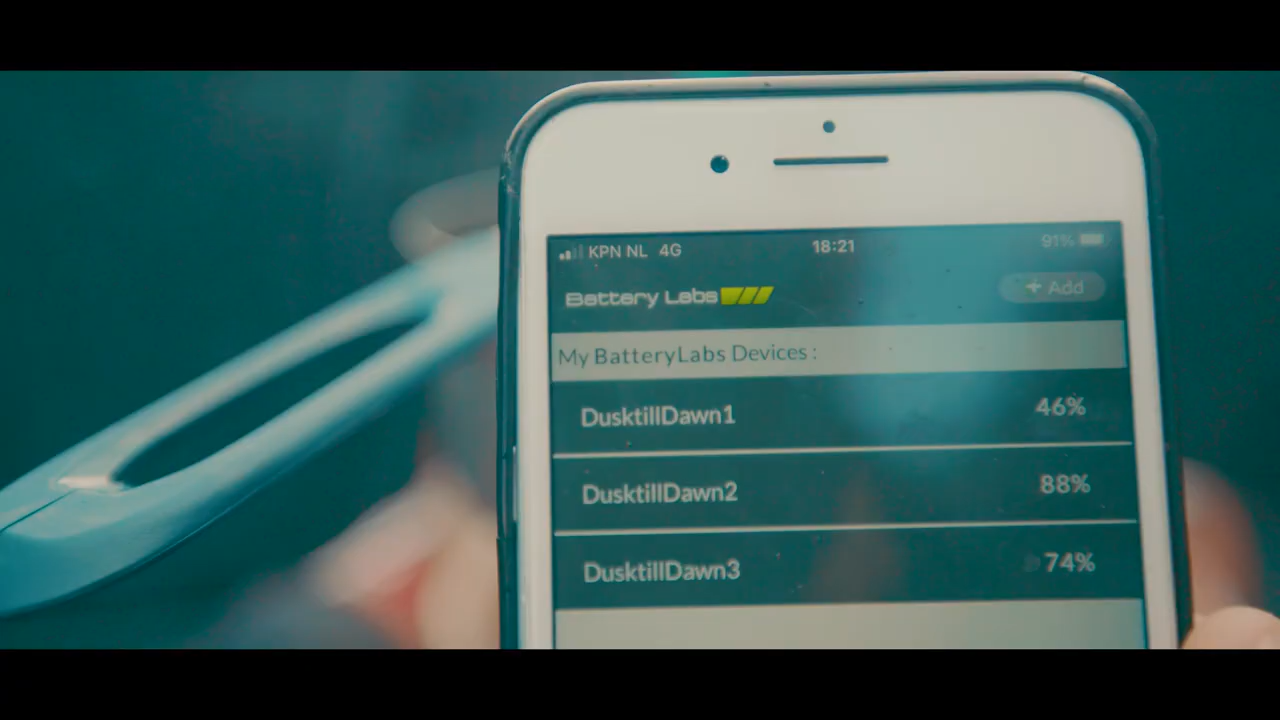 KPN NL 4G 18:21 91%
Battery Labs + Add
My BatteryLabs Devices :
DusktillDawn1 46%
DusktillDawn2 88%
DusktillDawn3 74%